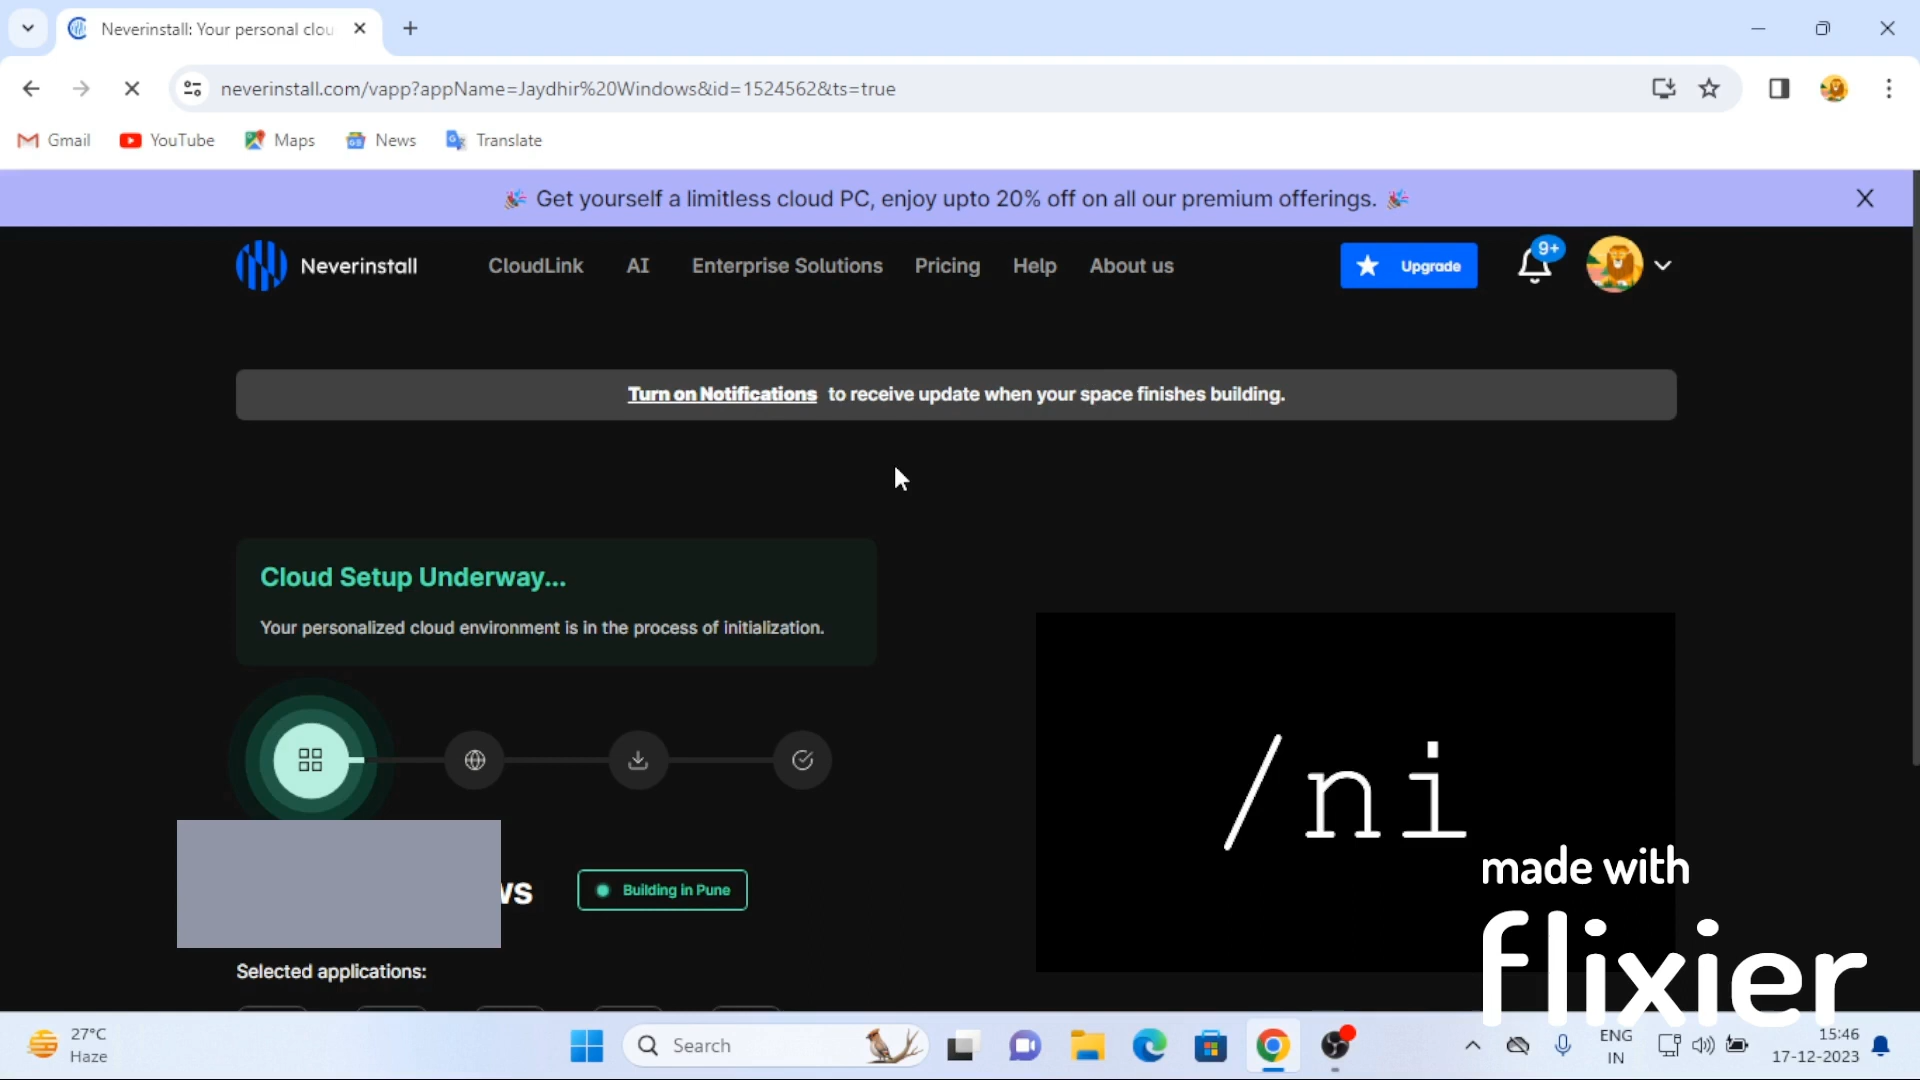 Neverinstall: Your personal clou
neverinstall.com/vapp?appName=Jaydhir%20Windows&id=1524562&ts=true
Gmail YouTube Maps News Translate
🎉 Get yourself a limitless cloud PC, enjoy upto 20% off on all our premium offerings. 🎉
Neverinstall CloudLink AI Enterprise Solutions Pricing Help About us Upgrade 9+
Turn on Notifications to receive update when your space finishes building.
Cloud Setup Underway...
Your personalized cloud environment is in the process of initialization.
/ni
made with
flixier
ws Building in Pune
Selected applications:
27°C
Haze
Search
ENG
IN
15:46
17-12-2023